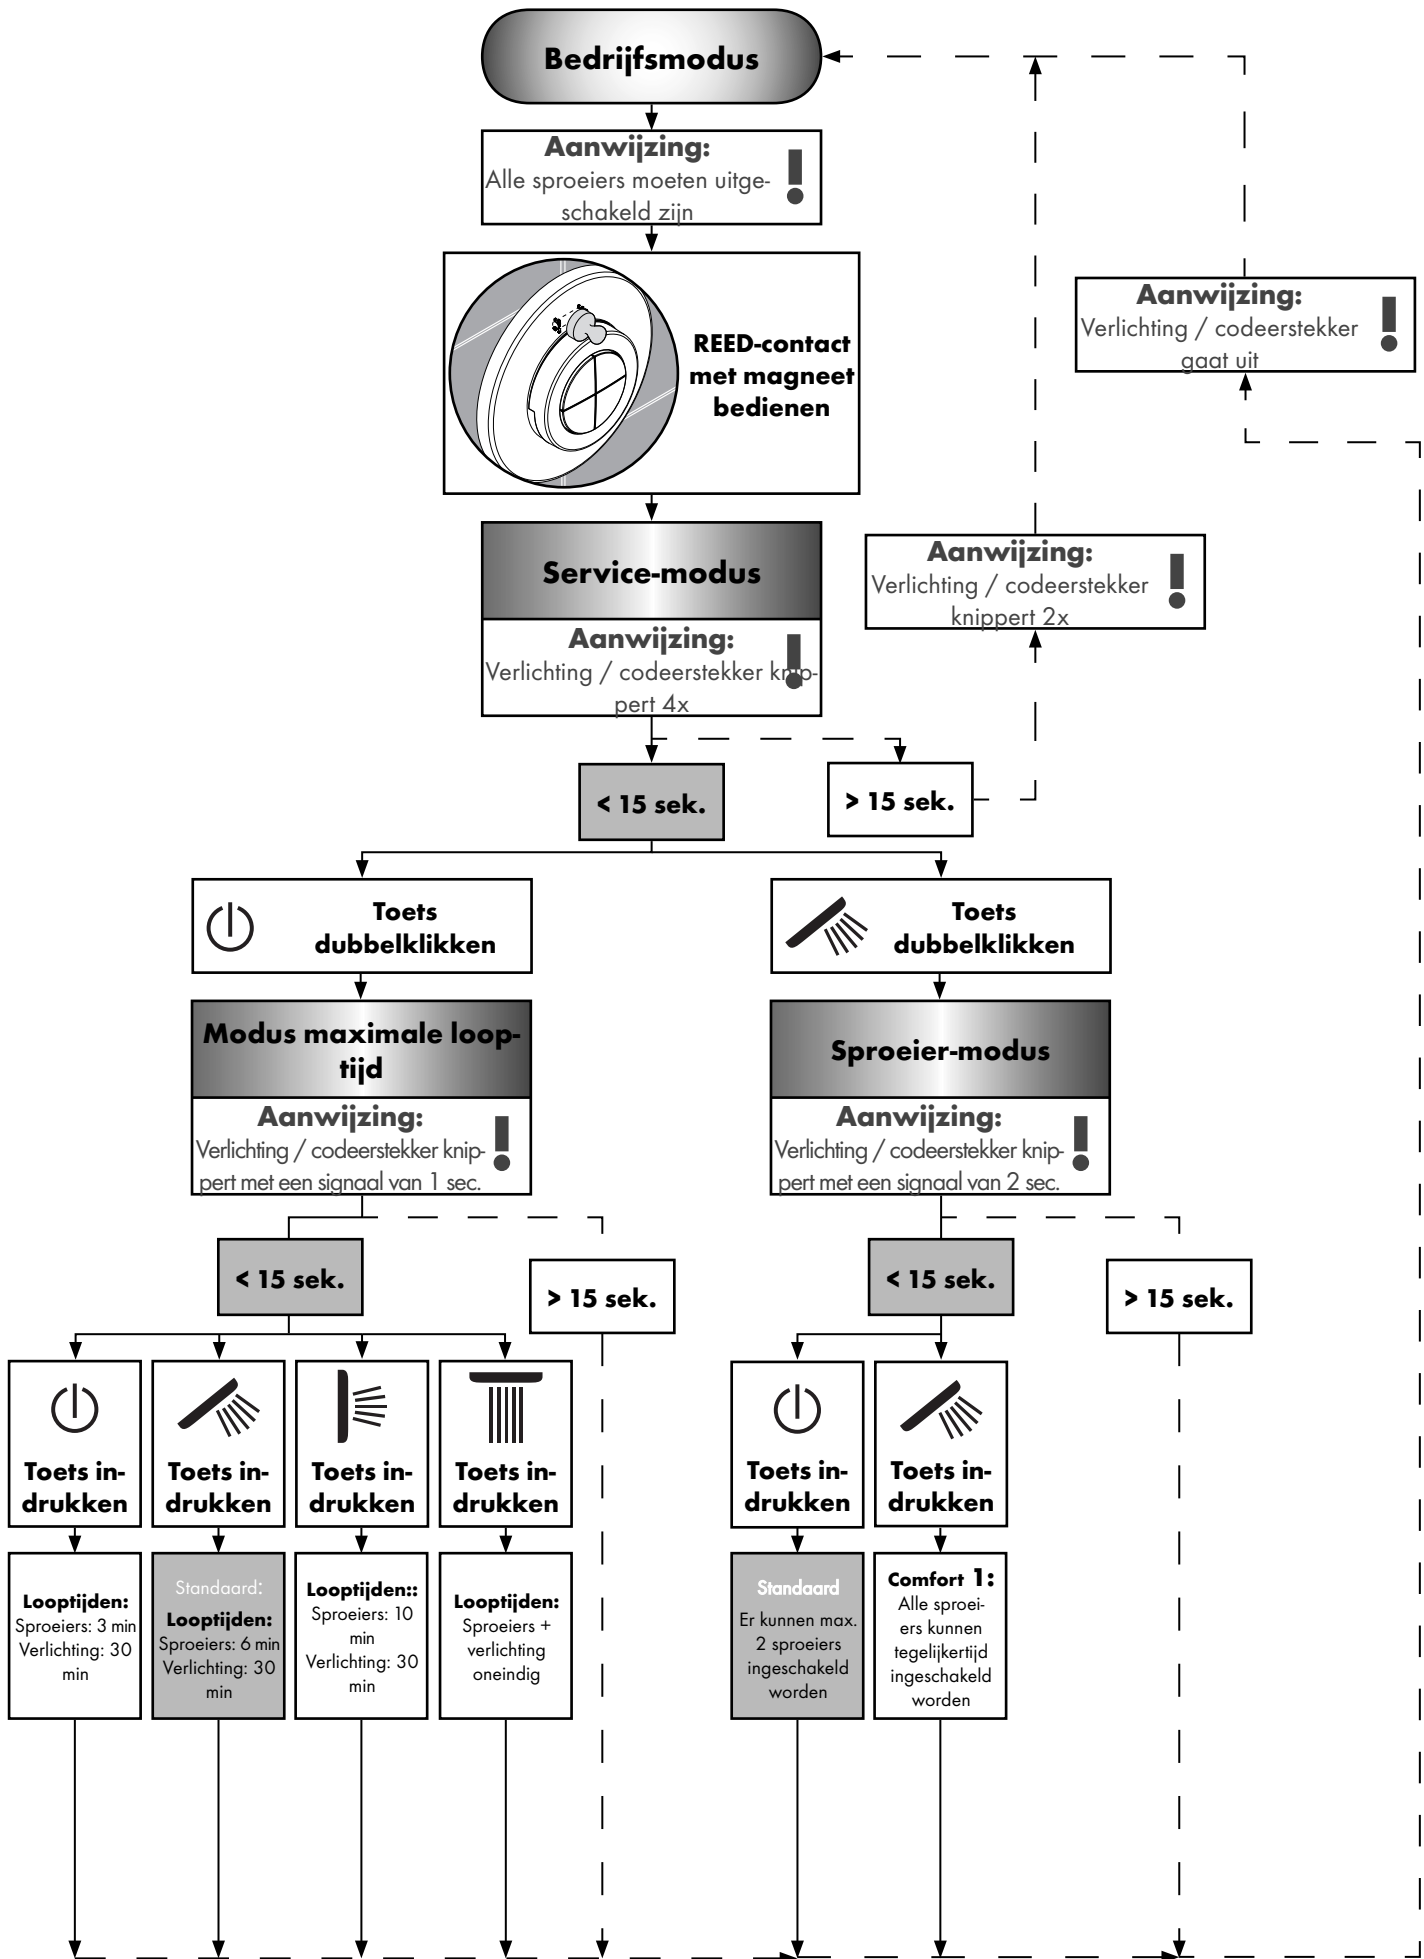 Bedrijfsmodus
Aanwijzing:
Alle sproeiers moeten uitge-
schakeld zijn
REED-contact
met magneet
bedienen
Aanwijzing:
Verlichting / codeerstekker
gaat uit
Service-modus
Aanwijzing:
Verlichting / codeerstekker knip-
pert 4x
Aanwijzing:
Verlichting / codeerstekker
knippert 2x
< 15 sek.
> 15 sek.
Toets
dubbelklikken
Toets
dubbelklikken
Modus maximale loop-
tijd
Aanwijzing:
Verlichting / codeerstekker knip-
pert met een signaal van 1 sec.
Sproeier-modus
Aanwijzing:
Verlichting / codeerstekker knip-
pert met een signaal van 2 sec.
< 15 sek.
> 15 sek.
< 15 sek.
> 15 sek.
Toets in-
drukken
Toets in-
drukken
Toets in-
drukken
Toets in-
drukken
Toets in-
drukken
Toets in-
drukken
Looptijden:
Sproeiers: 3 min
Verlichting: 30
min
Standaard:
Looptijden:
Sproeiers: 6 min
Verlichting: 30
min
Looptijden::
Sproeiers: 10
min
Verlichting: 30
min
Looptijden:
Sproeiers +
verlichting
oneindig
Standaard
Er kunnen max.
2 sproeiers
ingeschakeld
worden
Comfort 1:
Alle sproei-
ers kunnen
tegelijkertijd
ingeschakeld
worden